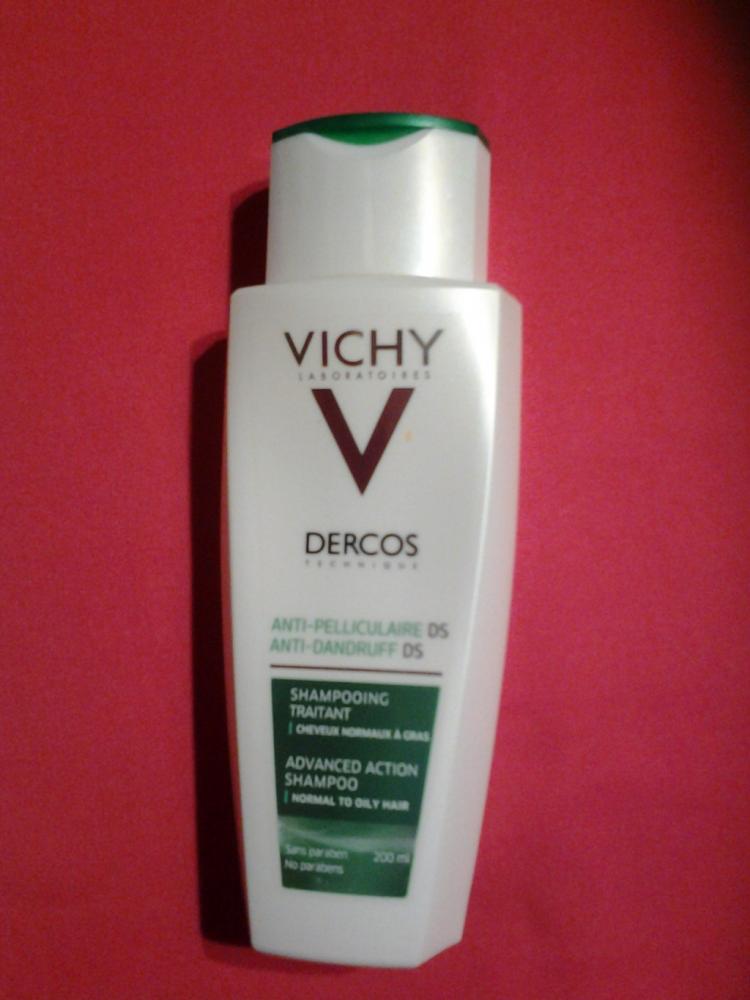 VICHY
LABORATOIRES
V
DERCOS
TECHNIQUE
ANTI-PELLICULAIRE DS
ANTI-DANDRUFF DS
SHAMPOOING
TRAITANT
CHEVEUX NORMAUX À GRAS
ADVANCED ACTION
SHAMPOO
NORMAL TO OILY HAIR
Sans paraben 200 ml
No parabens